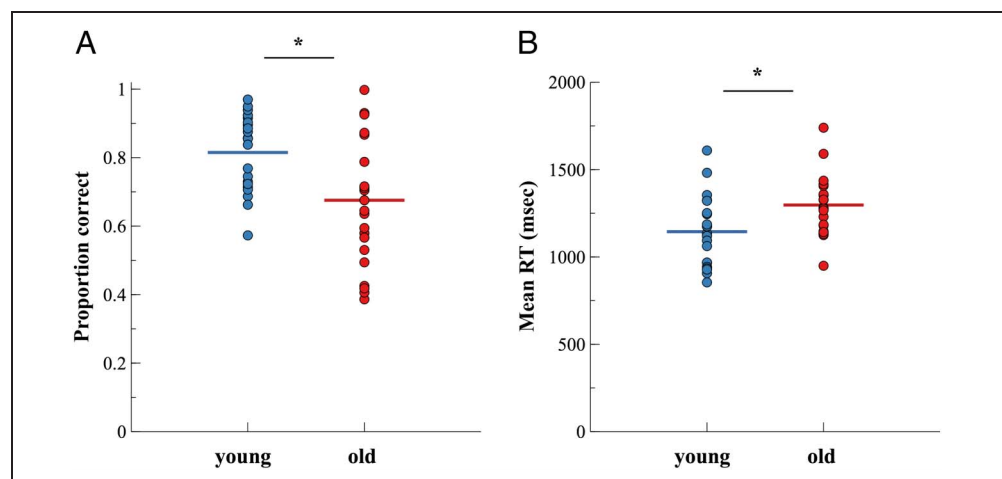 A
*
Proportion correct
1
0.8
0.6
0.4
0.2
0
young
old
B
*
Mean RT (msec)
2000
1500
1000
500
0
young
old